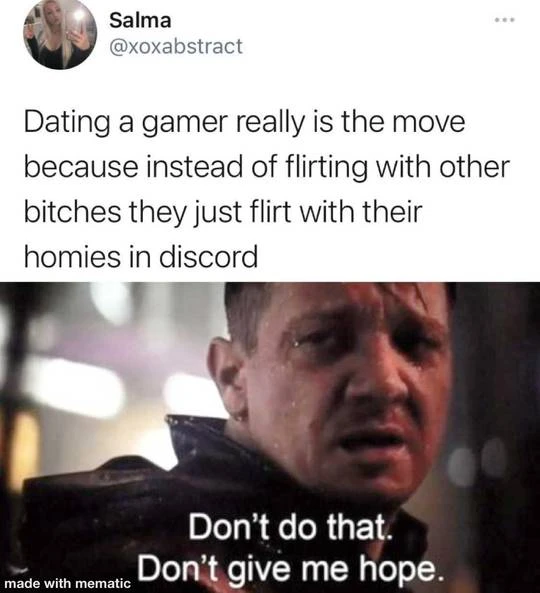 Salma
@xoxabstract
Dating a gamer really is the move
because instead of flirting with other
bitches they just flirt with their
homies in discord
Don't do that.
Don't give me hope.
made with mematic